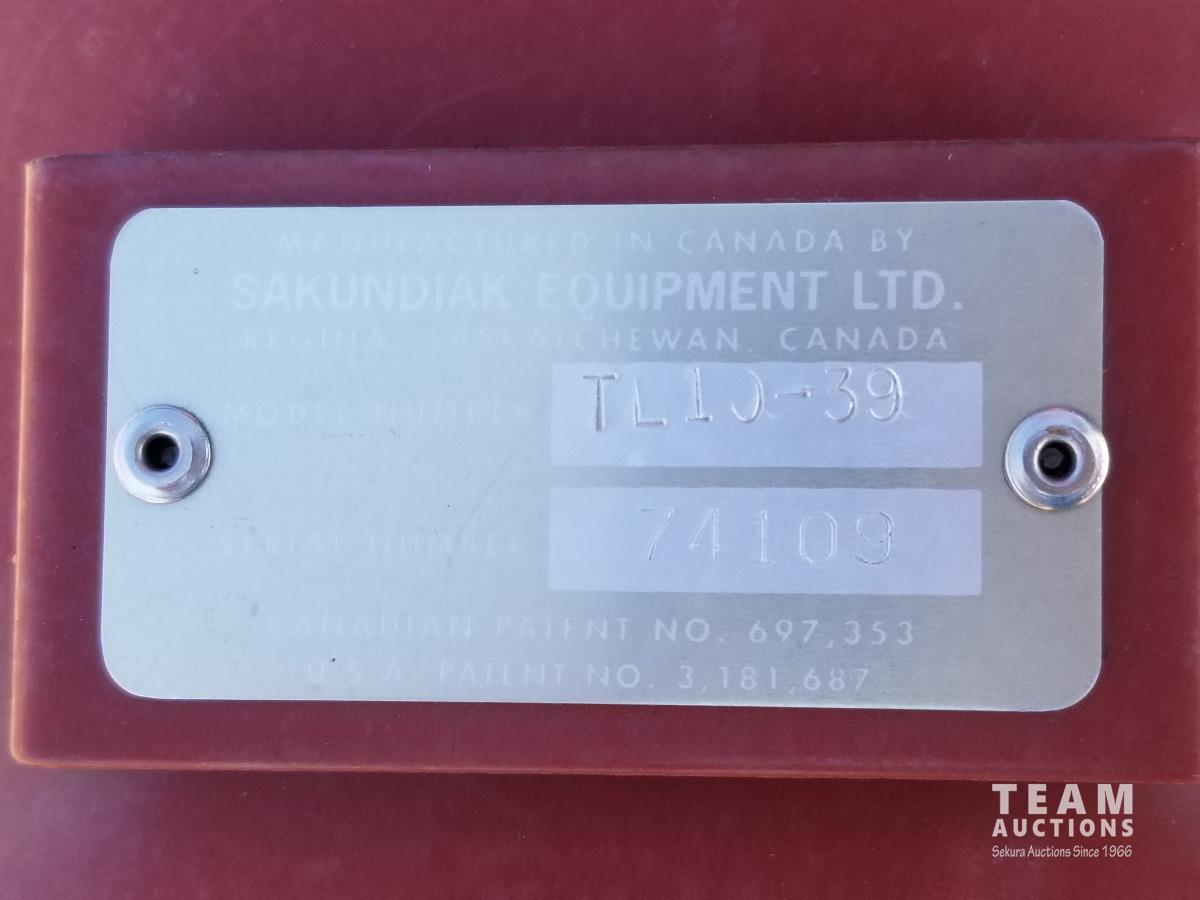 MANUFACTURED IN CANADA BY
SAKUNDIAK EQUIPMENT LTD.
REGINA, SASKATCHEWAN, CANADA
MODEL NUMBER TL10-39
SERIAL NUMBER 74109
CANADIAN PATENT NO. 697,353
U.S.A. PATENT NO. 3,181,687
TEAM
AUCTIONS
Sekura Auctions Since 1966